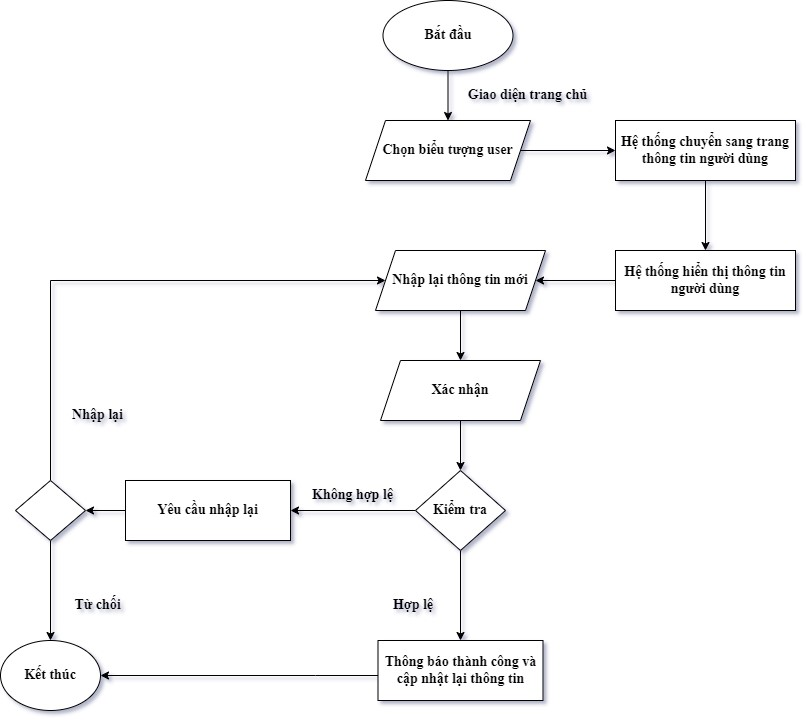 Bắt đầu
Giao diện trang chủ
Chọn biểu tượng user
Hệ thống chuyển sang trang
thông tin người dùng
Nhập lại thông tin mới
Hệ thống hiển thị thông tin
người dùng
Xác nhận
Nhập lại
Không hợp lệ
Yêu cầu nhập lại
Kiểm tra
Từ chối
Hợp lệ
Kết thúc
Thông báo thành công và
cập nhật lại thông tin